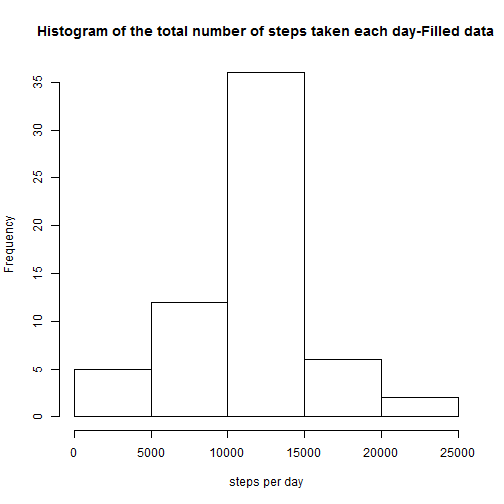 Histogram of the total number of steps taken each day-Filled data
Frequency
35
30
25
20
15
10
5
0
0 5000 10000 15000 20000 25000
steps per day